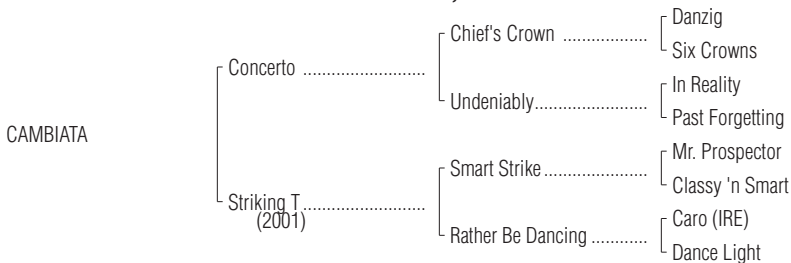 Danzig
Chief's Crown ..................
Six Crowns
Concerto .........................
In Reality
Undeniably........................
Past Forgetting
CAMBIATA
Mr. Prospector
Smart Strike......................
Classy 'n Smart
Striking T.........................
(2001)
Caro (IRE)
Rather Be Dancing ............
Dance Light